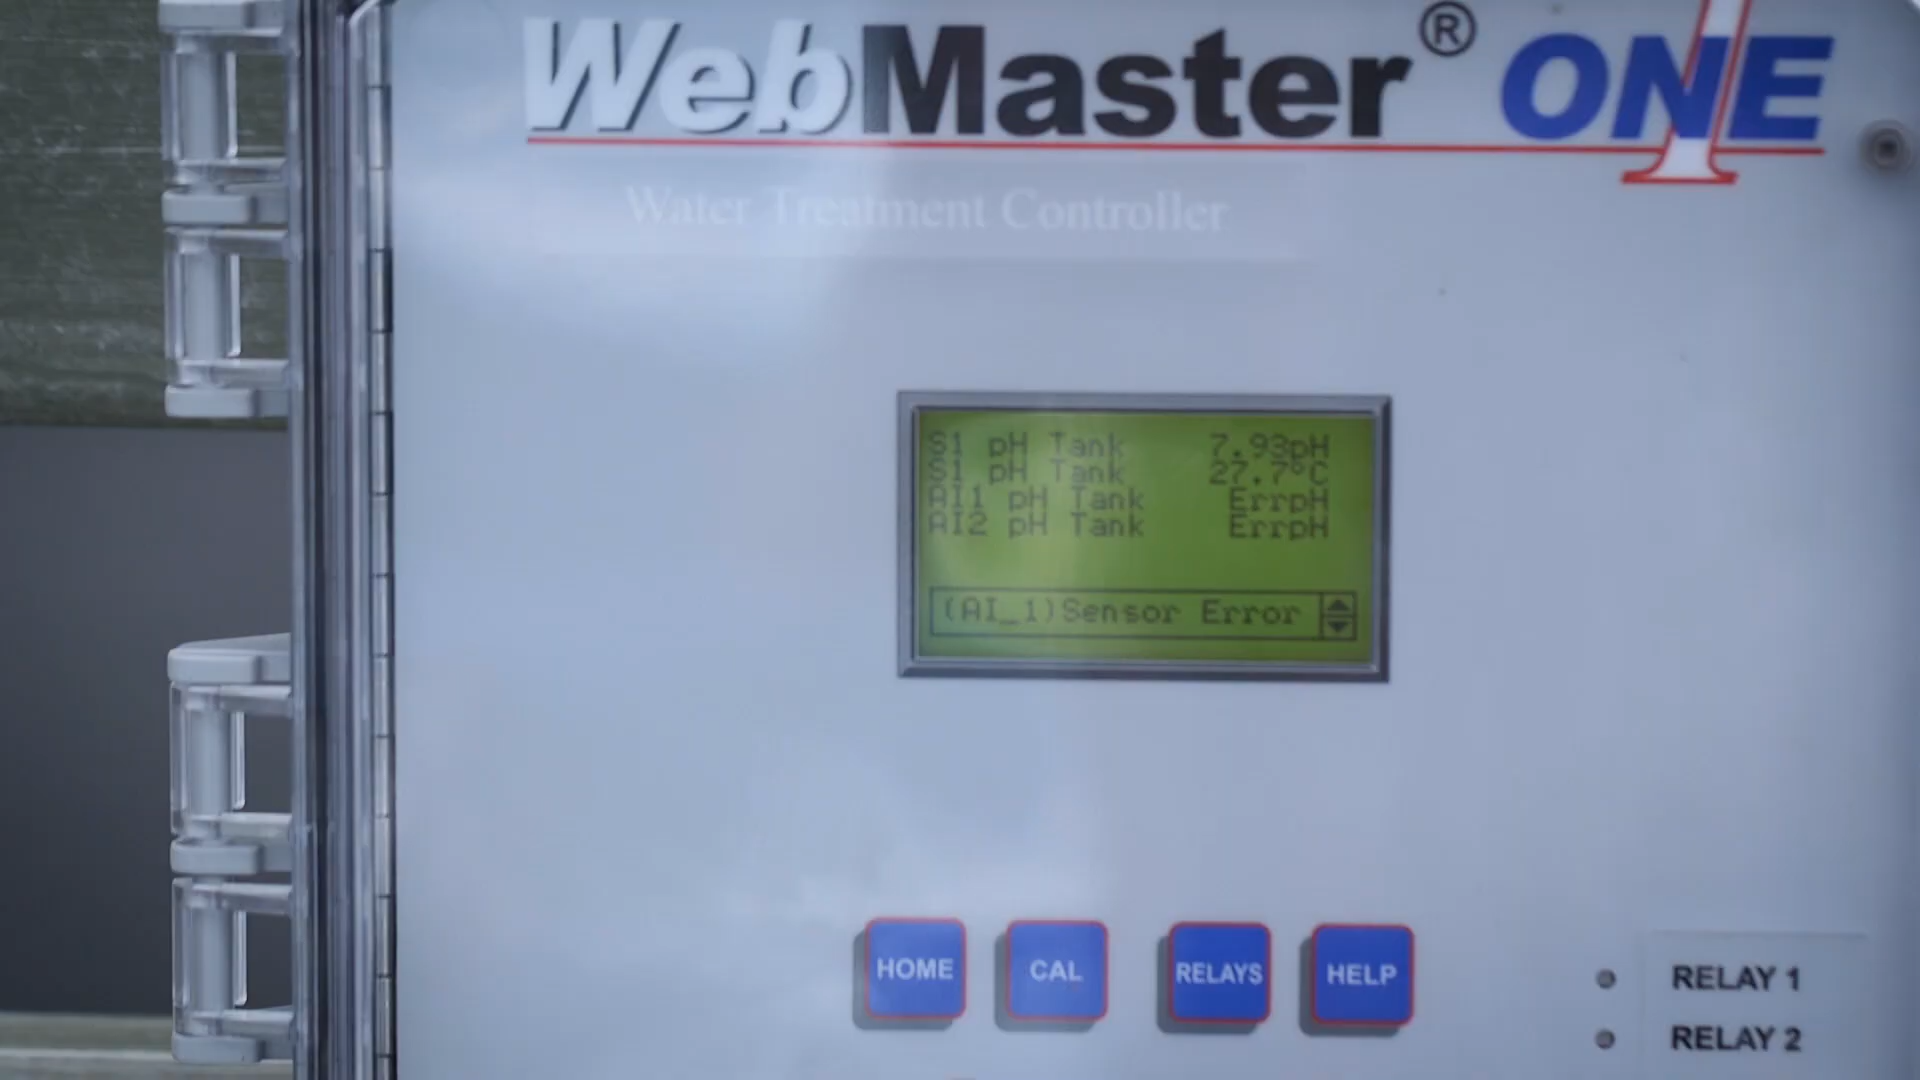 WebMaster® ONE
Water Treatment Controller
S1 pH Tank 7.93pH
S1 pH Tank 27.7°C
AI1 pH Tank ErrpH
AI2 pH Tank ErrpH
(AI_1)Sensor Error
HOME CAL RELAYS HELP
RELAY 1
RELAY 2